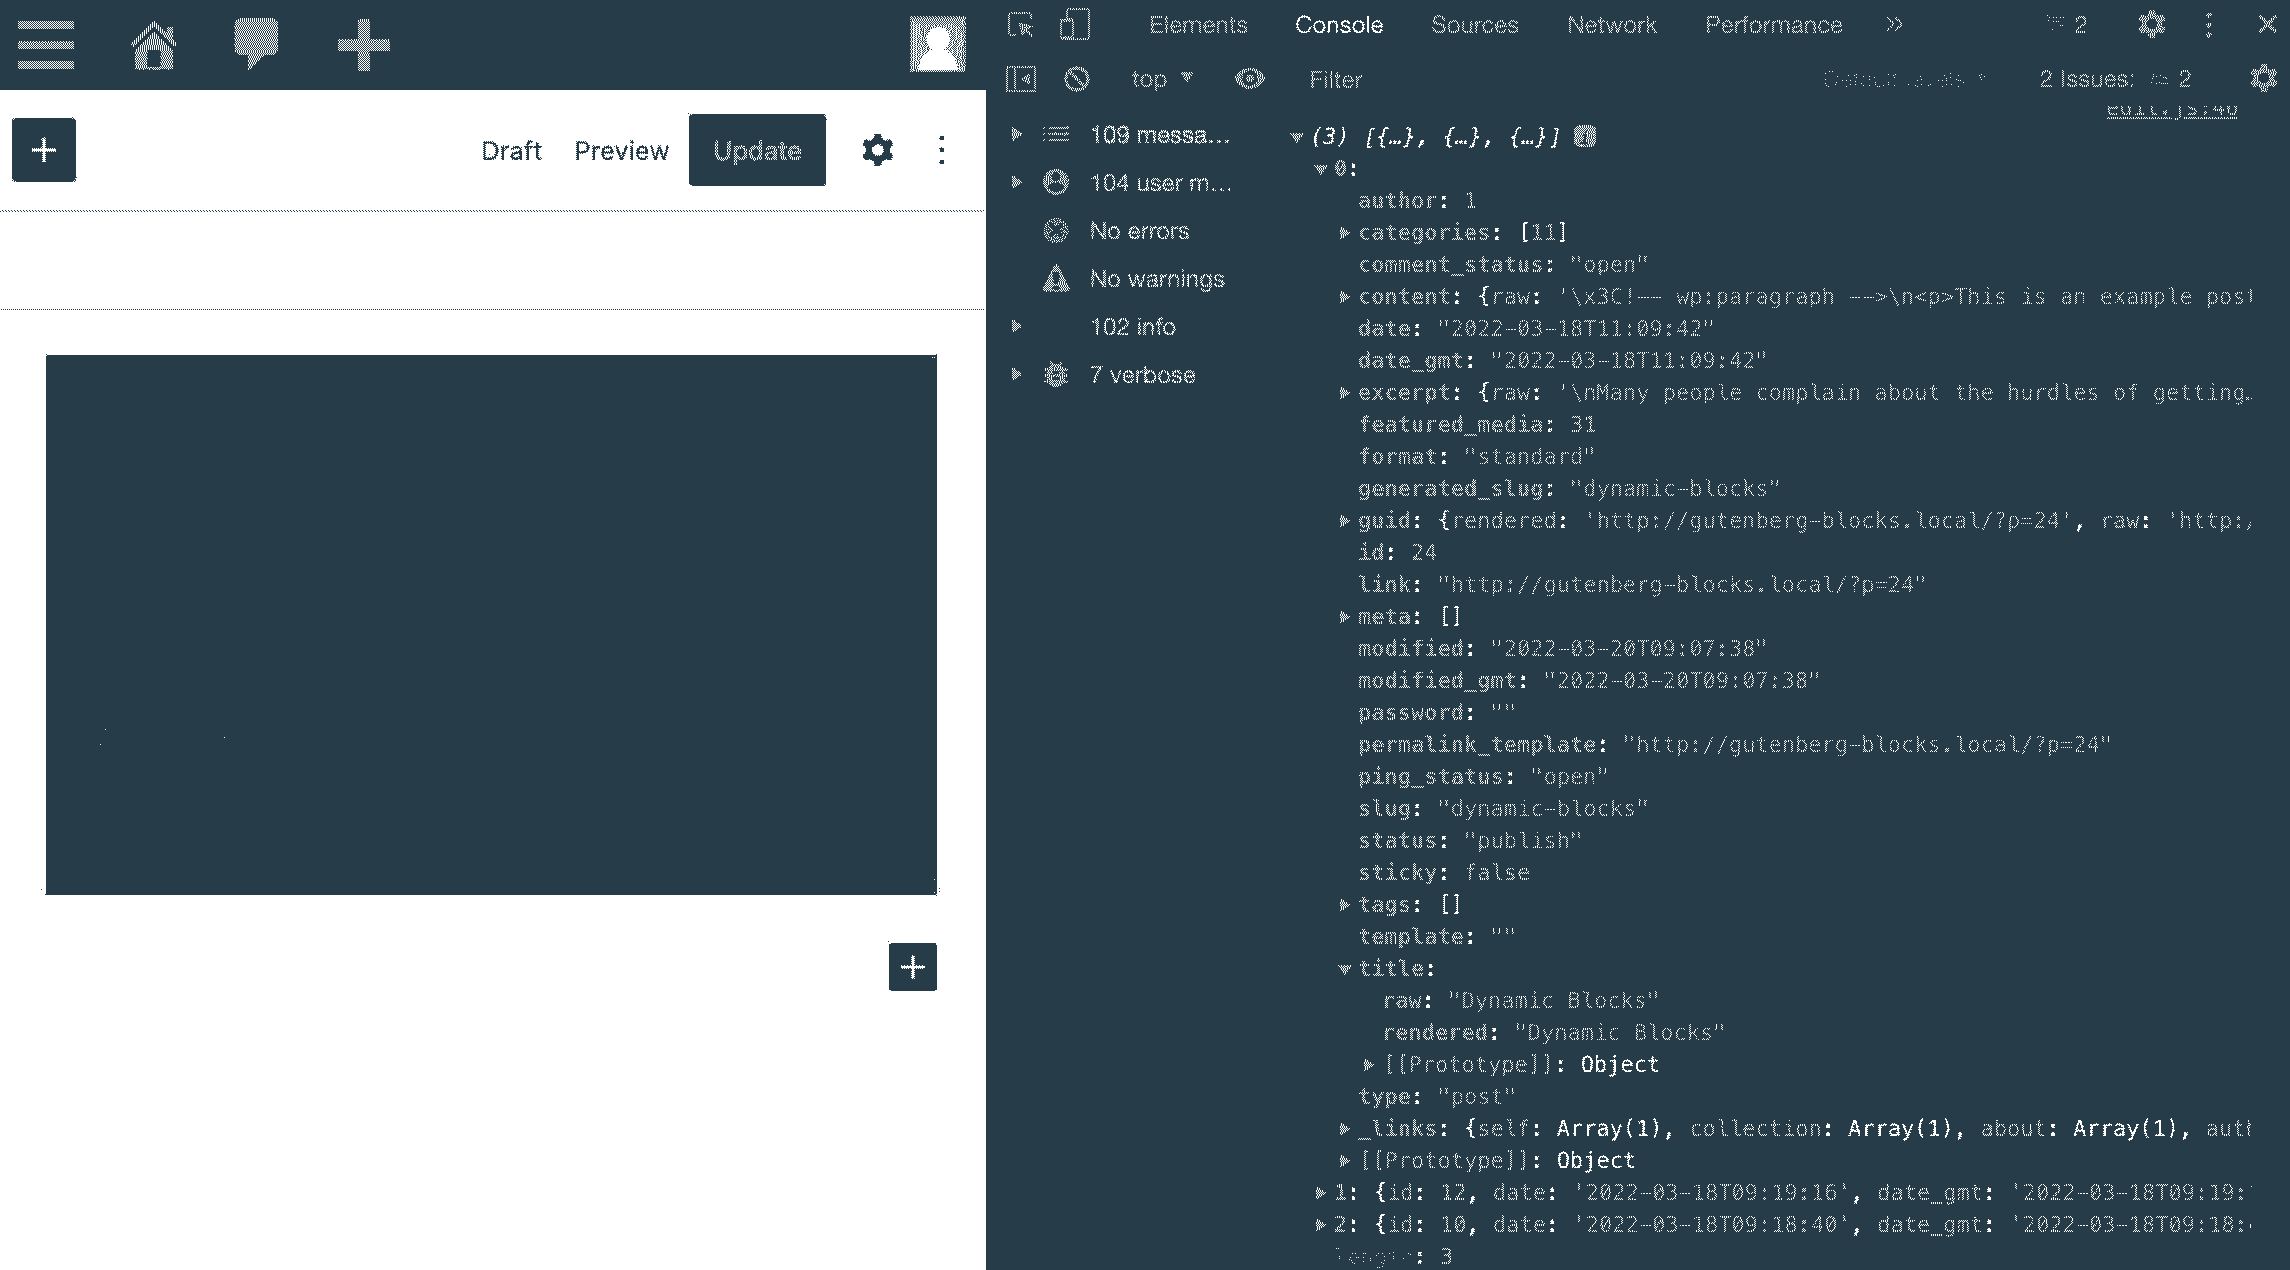 Draft Preview Update
Elements Console Sources Network Performance » 2
top Filter 2 Issues: 2
109 messa…
104 user m…
No errors
No warnings
102 info
7 verbose
edit.js:40
(3) [{…}, {…}, {…}]
0:
author: 1
categories: [11]
comment_status: "open"
content: {raw: '\x3C!-- wp:paragraph -->\n<p>This is an example post
date: "2022-03-18T11:09:42"
date_gmt: "2022-03-18T11:09:42"
excerpt: {raw: '\nMany people complain about the hurdles of getting…
featured_media: 31
format: "standard"
generated_slug: "dynamic-blocks"
guid: {rendered: 'http://gutenberg-blocks.local/?p=24', raw: 'http:/
id: 24
link: "http://gutenberg-blocks.local/?p=24"
meta: []
modified: "2022-03-20T09:07:38"
modified_gmt: "2022-03-20T09:07:38"
password: ""
permalink_template: "http://gutenberg-blocks.local/?p=24"
ping_status: "open"
slug: "dynamic-blocks"
status: "publish"
sticky: false
tags: []
template: ""
title:
raw: "Dynamic Blocks"
rendered: "Dynamic Blocks"
[[Prototype]]: Object
type: "post"
_links: {self: Array(1), collection: Array(1), about: Array(1), auth
[[Prototype]]: Object
1: {id: 12, date: '2022-03-18T09:19:16', date_gmt: '2022-03-18T09:19:
2: {id: 10, date: '2022-03-18T09:18:40', date_gmt: '2022-03-18T09:18:
length: 3